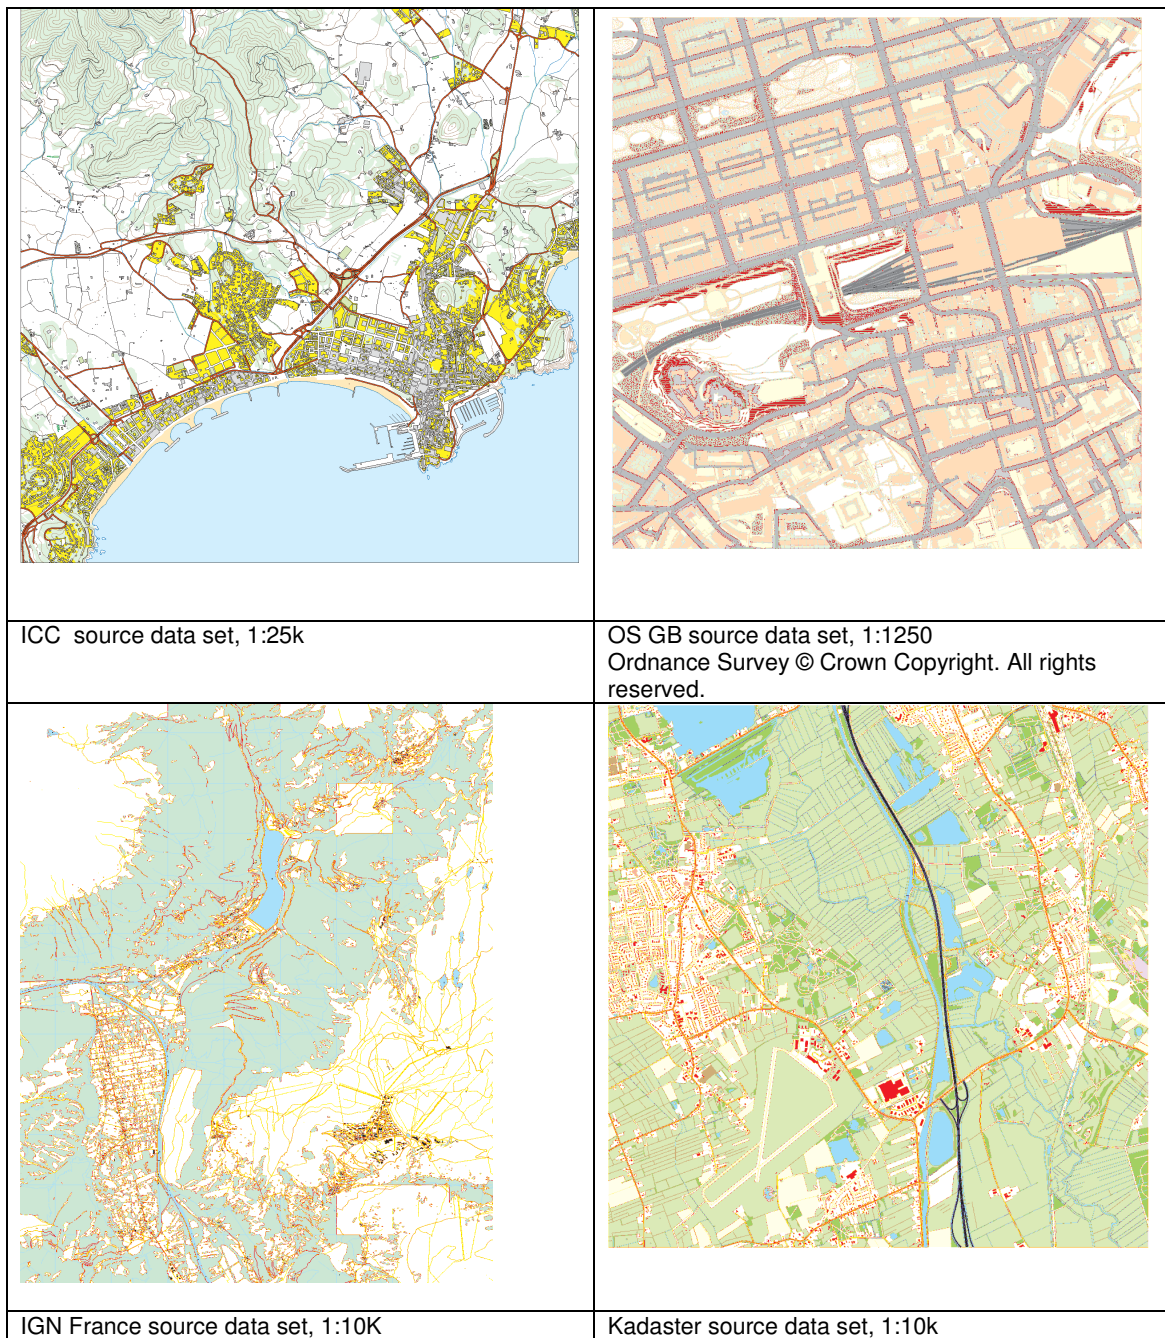 ICC source data set, 1:25k
OS GB source data set, 1:1250
Ordnance Survey © Crown Copyright. All rights
reserved.
IGN France source data set, 1:10K
Kadaster source data set, 1:10k